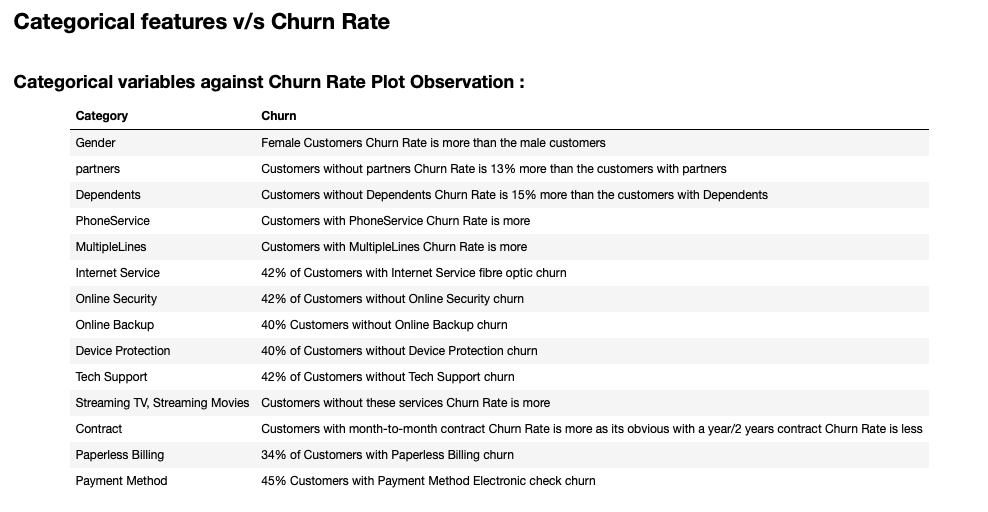 Categorical features v/s Churn Rate
Categorical variables against Churn Rate Plot Observation :
Category Churn
Gender Female Customers Churn Rate is more than the male customers
partners Customers without partners Churn Rate is 13% more than the customers with partners
Dependents Customers without Dependents Churn Rate is 15% more than the customers with Dependents
PhoneService Customers with PhoneService Churn Rate is more
MultipleLines Customers with MultipleLines Churn Rate is more
Internet Service 42% of Customers with Internet Service fibre optic churn
Online Security 42% of Customers without Online Security churn
Online Backup 40% Customers without Online Backup churn
Device Protection 40% of Customers without Device Protection churn
Tech Support 42% of Customers without Tech Support churn
Streaming TV, Streaming Movies Customers without these services Churn Rate is more
Contract Customers with month-to-month contract Churn Rate is more as its obvious with a year/2 years contract Churn Rate is less
Paperless Billing 34% of Customers with Paperless Billing churn
Payment Method 45% Customers with Payment Method Electronic check churn